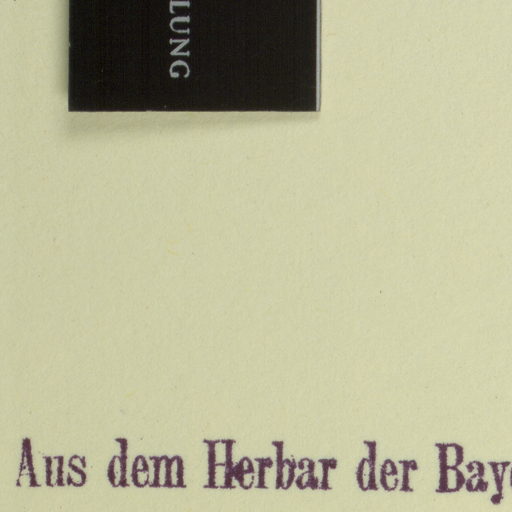 LUNG
Aus dem Herbar der Bay